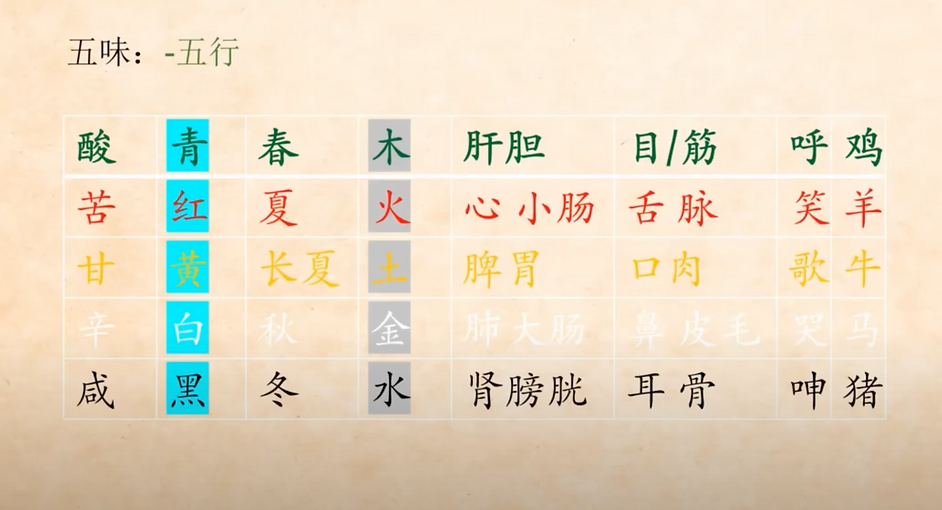 五味：-五行
酸 青 春 木 肝胆 目/筋 呼 鸡
苦 红 夏 火 心 小肠 舌 脉 笑 羊
甘 黄 长夏 土 脾胃 口肉 歌 牛
辛 白 秋 金 肺 大肠 鼻 皮毛 哭 马
咸 黑 冬 水 肾膀胱 耳 骨 呻 猪